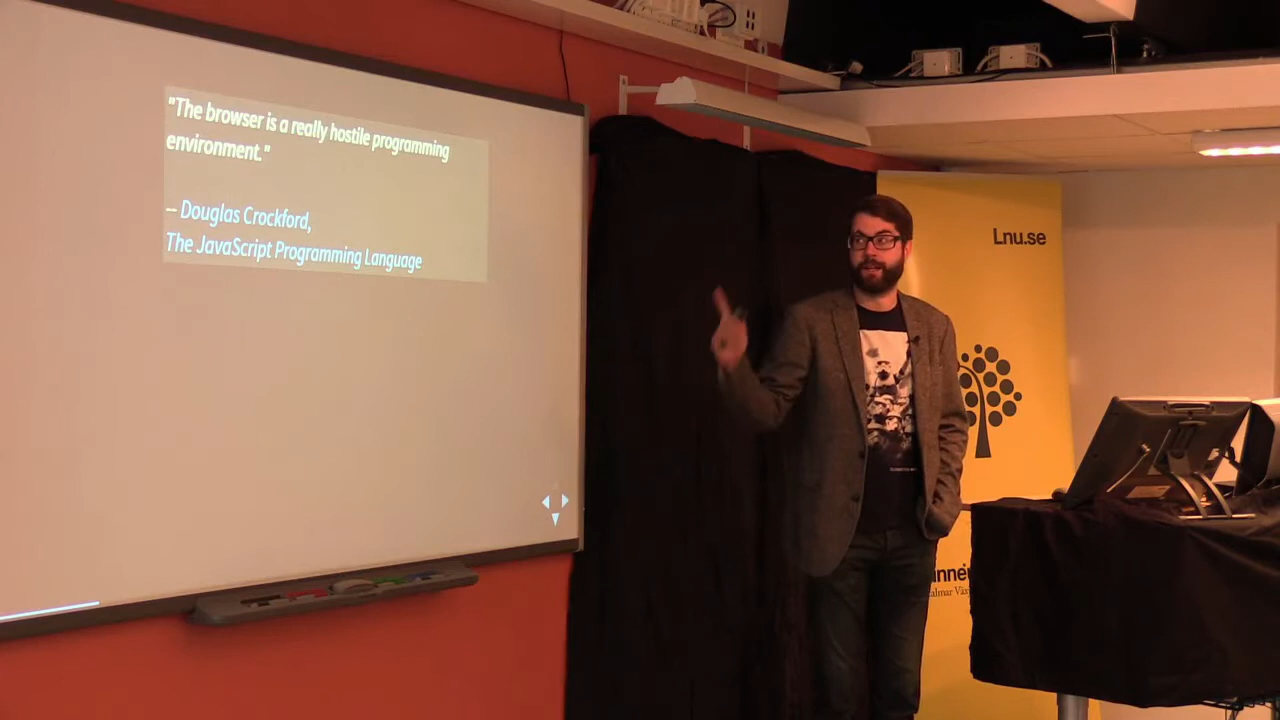 "The browser is a really hostile programming
environment."
-- Douglas Crockford,
The JavaScript Programming Language
Lnu.se